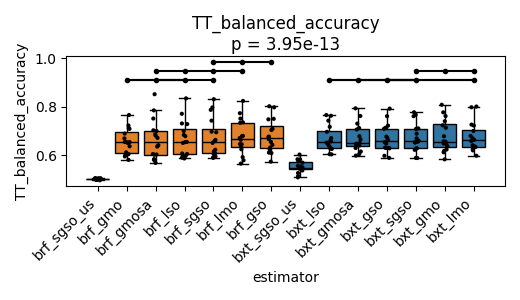 TT_balanced_accuracy
p = 3.95e-13
TT_balanced_accuracy
1.0
0.8
0.6
brf_sgso_us
brf_gmo
brf_gmosa
brf_lso
brf_sgso
brf_lmo
brf_gso
bxt_sgso_us
bxt_lso
bxt_gmosa
bxt_gso
bxt_sgso
bxt_gmo
bxt_lmo
estimator